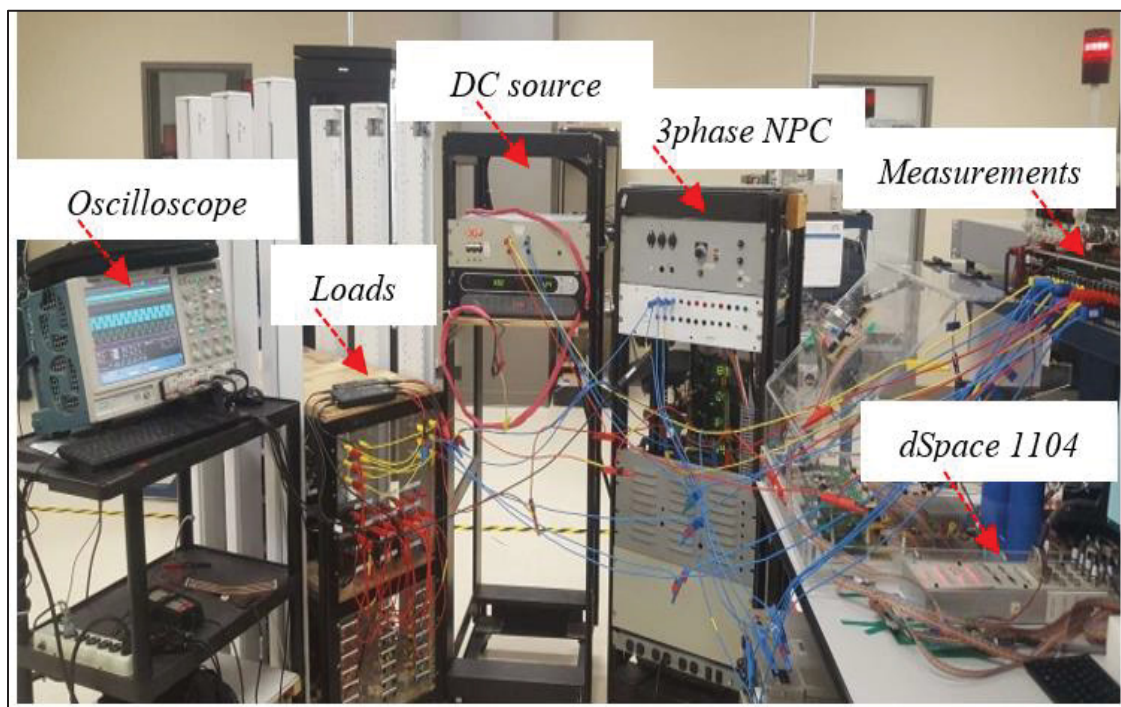 DC source
3phase NPC
Measurements
Oscilloscope
Loads
dSpace 1104